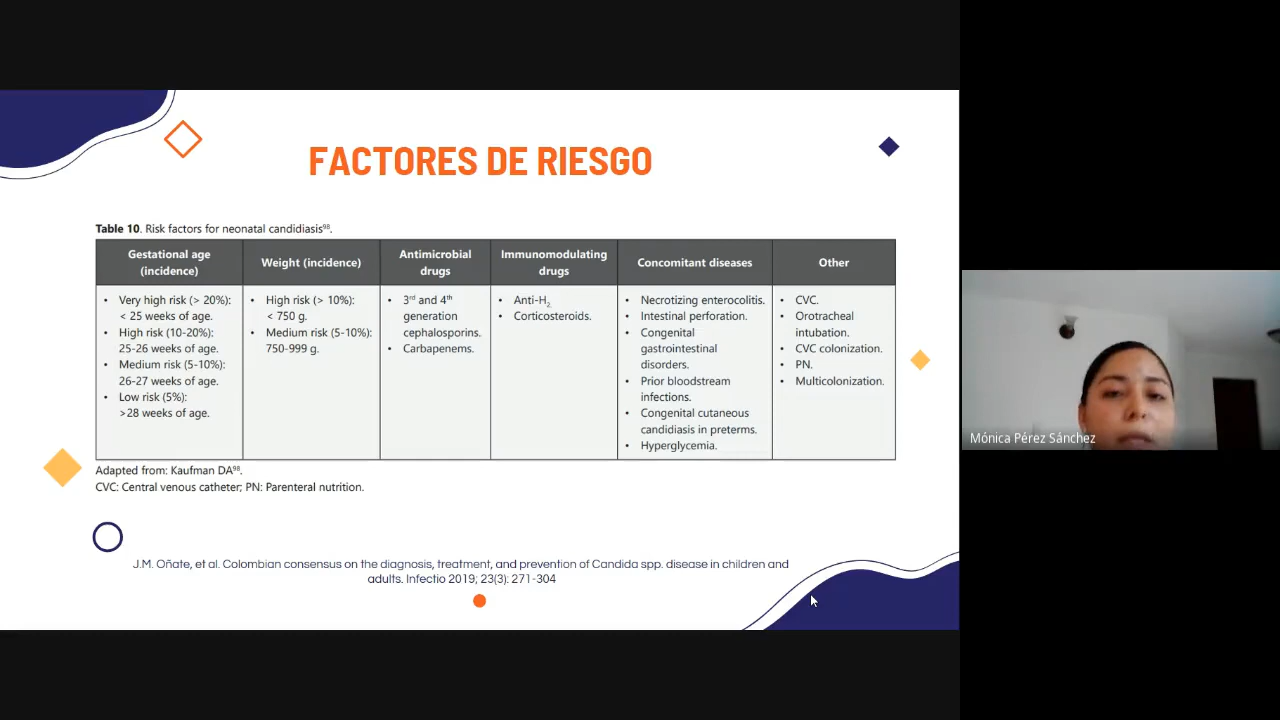 FACTORES DE RIESGO
Table 10. Risk factors for neonatal candidiasis⁹⁸.
Gestational age
(incidence)
Weight (incidence)
Antimicrobial
drugs
Immunomodulating
drugs
Concomitant diseases
Other
• Very high risk (> 20%):
< 25 weeks of age.
• High risk (10-20%):
25-26 weeks of age.
• Medium risk (5-10%):
26-27 weeks of age.
• Low risk (5%):
>28 weeks of age.
• High risk (> 10%):
< 750 g.
• Medium risk (5-10%):
750-999 g.
• 3rd and 4th
generation
cephalosporins.
• Carbapenems.
• Anti-H2
• Corticosteroids.
• Necrotizing enterocolitis.
• Intestinal perforation.
• Congenital
gastrointestinal
disorders.
• Prior bloodstream
infections.
• Congenital cutaneous
candidiasis in preterms.
• Hyperglycemia.
• CVC.
• Orotracheal
intubation.
• CVC colonization.
• PN.
• Multicolonization.
Adapted from: Kaufman DA⁹⁸.
CVC: Central venous catheter; PN: Parenteral nutrition.
J.M. Oñate, et al. Colombian consensus on the diagnosis, treatment, and prevention of Candida spp. disease in children and
adults. Infectio 2019; 23(3): 271-304
Mónica Pérez Sánchez